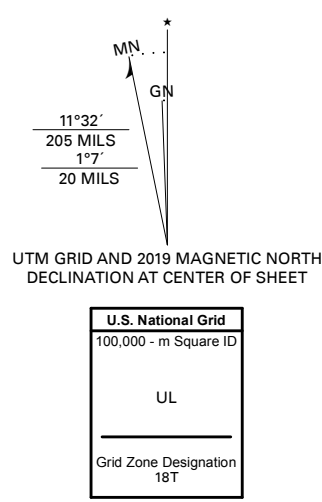 ★
MN
GN
11°32´
205 MILS
1°7´
20 MILS
UTM GRID AND 2019 MAGNETIC NORTH
DECLINATION AT CENTER OF SHEET
U.S. National Grid
100,000 - m Square ID
UL
Grid Zone Designation
18T